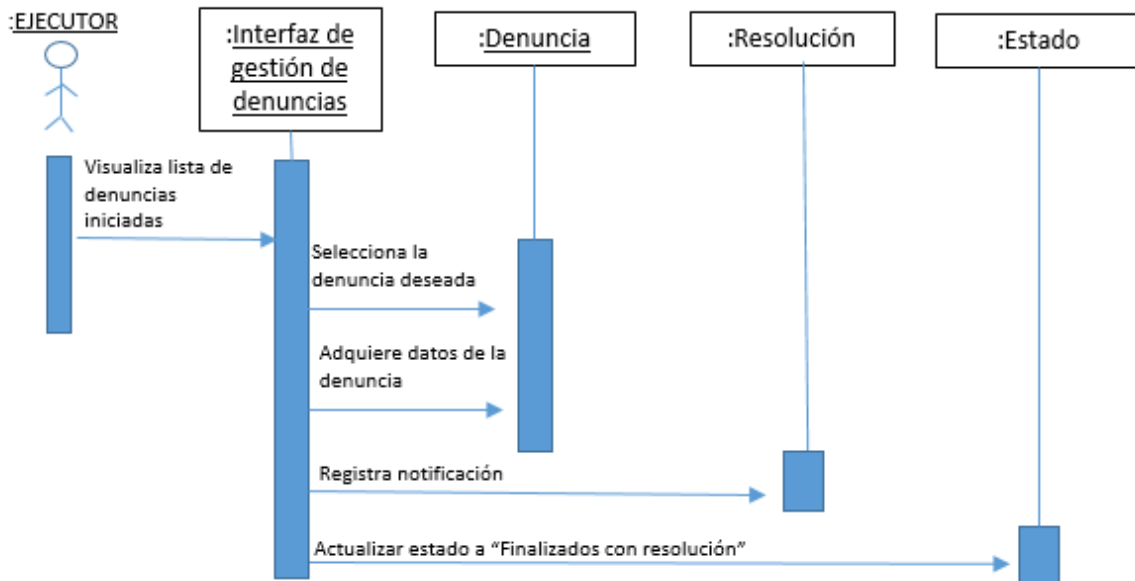 :EJECUTOR
:Interfaz de
gestión de
denuncias
:Denuncia
:Resolución
:Estado
Visualiza lista de
denuncias
iniciadas
Selecciona la
denuncia deseada
Adquiere datos de la
denuncia
Registra notificación
Actualizar estado a “Finalizados con resolución”